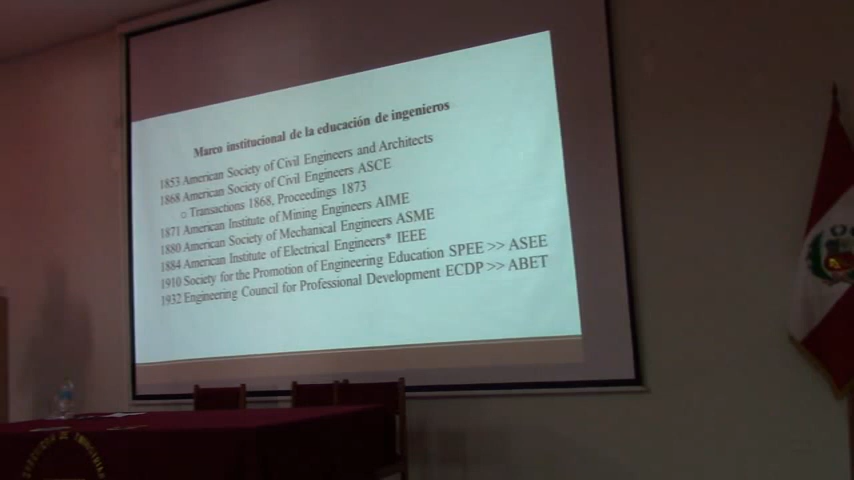 Marco institucional de la educación de ingenieros
1853 American Society of Civil Engineers and Architects
1868 American Society of Civil Engineers ASCE
o Transactions 1868, Proceedings 1873
1871 American Institute of Mining Engineers AIME
1880 American Society of Mechanical Engineers ASME
1884 American Institute of Electrical Engineers* IEEE
1910 Society for the Promotion of Engineering Education SPEE >> ASEE
1932 Engineering Council for Professional Development ECDP >> ABET